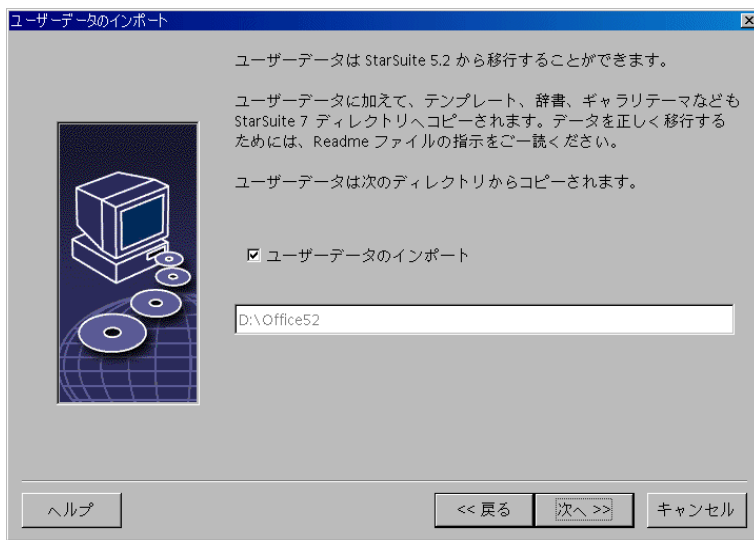 ユーザーデータのインポート
ユーザーデータは StarSuite 5.2 から移行することができます。
ユーザーデータに加えて、テンプレート、辞書、ギャラリテーマなども
StarSuite 7 ディレクトリへコピーされます。データを正しく移行する
ためには、Readme ファイルの指示をご一読ください。
ユーザーデータは次のディレクトリからコピーされます。
ユーザーデータのインポート
D:\Office52
ヘルプ
<< 戻る
次へ >>
キャンセル